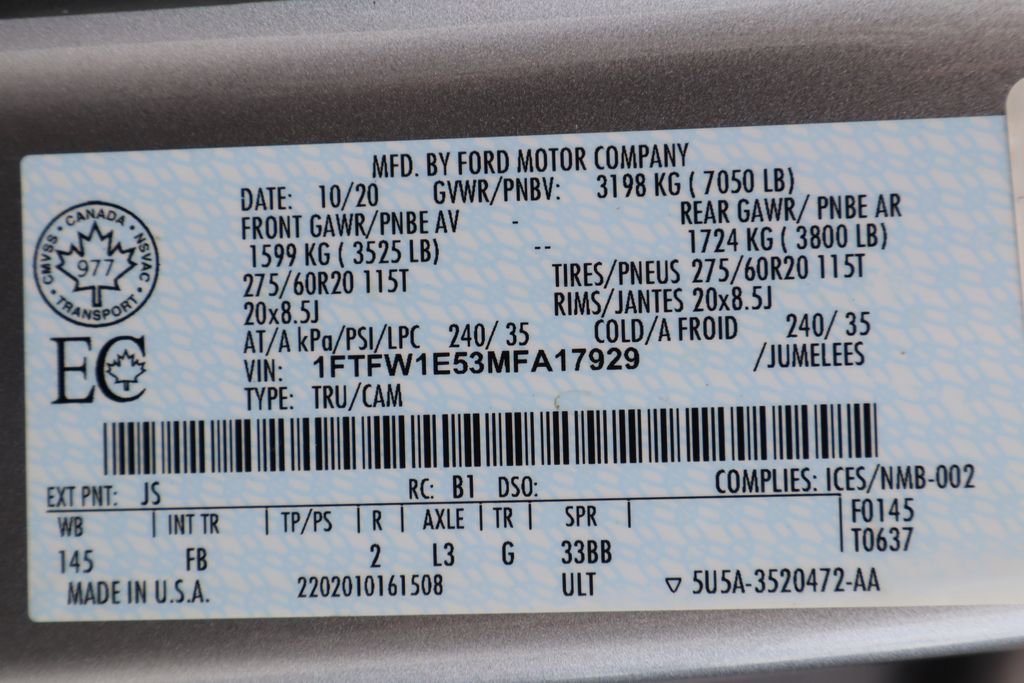 MFD. BY FORD MOTOR COMPANY
DATE: 10/20 GVWR/PNBV: 3198 KG ( 7050 LB)
FRONT GAWR/PNBE AV - REAR GAWR/ PNBE AR
1599 KG ( 3525 LB) -- 1724 KG ( 3800 LB)
275/60R20 115T TIRES/PNEUS 275/60R20 115T
20x8.5J RIMS/JANTES 20x8.5J
AT/A kPa/PSI/LPC 240/ 35 COLD/A FROID 240/ 35
VIN: 1FTFW1E53MFA17929 /JUMELEES
TYPE: TRU/CAM
CANADA
CMVSS 977 NSVAC
TRANSPORT
EC
EXT PNT: JS RC: B1 DSO: COMPLIES: ICES/NMB-002
WB | INT TR | TP/PS | R | AXLE | TR | SPR | F0145
145 FB 2 L3 G 33BB T0637
MADE IN U.S.A. 2202010161508 ULT ▽ 5U5A-3520472-AA